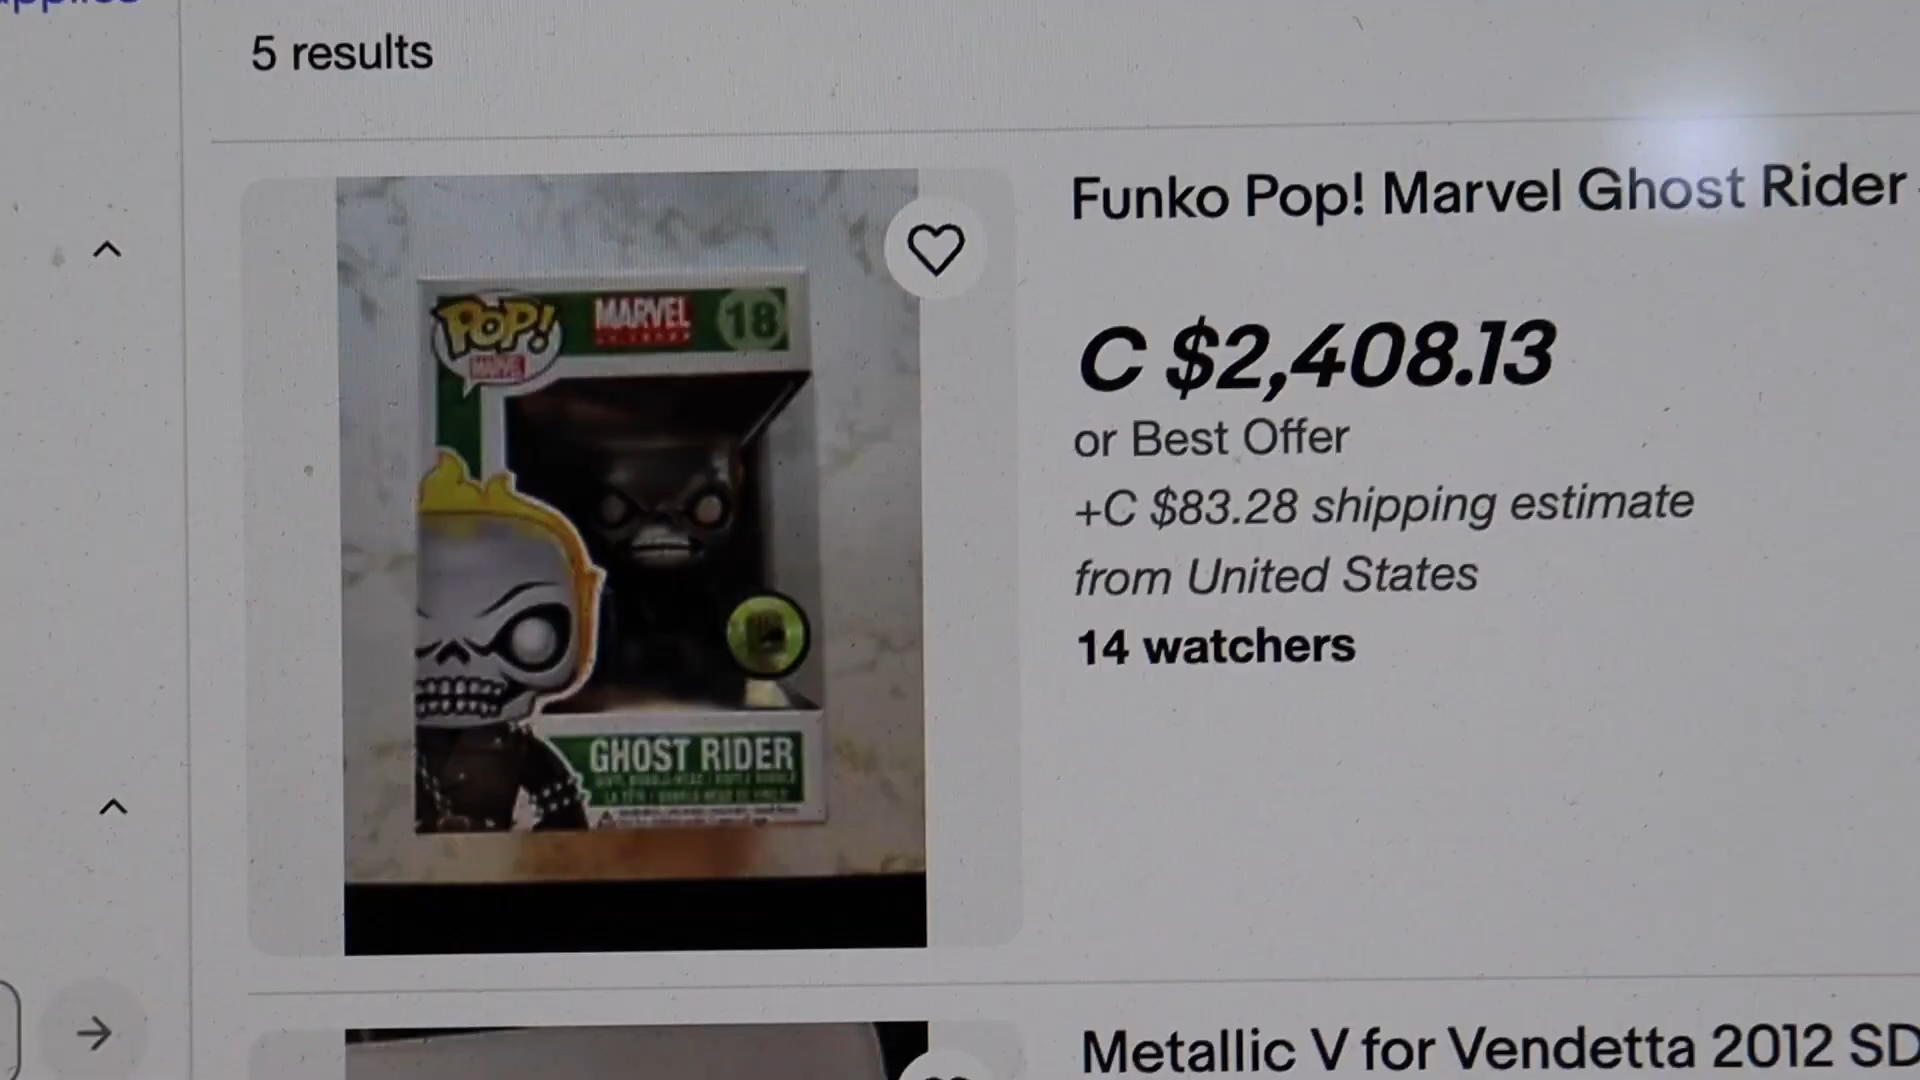 5 results
Funko Pop! Marvel Ghost Rider
C $2,408.13
or Best Offer
+C $83.28 shipping estimate
from United States
14 watchers
POP!
MARVEL
MARVEL
18
GHOST RIDER
Metallic V for Vendetta 2012 SD